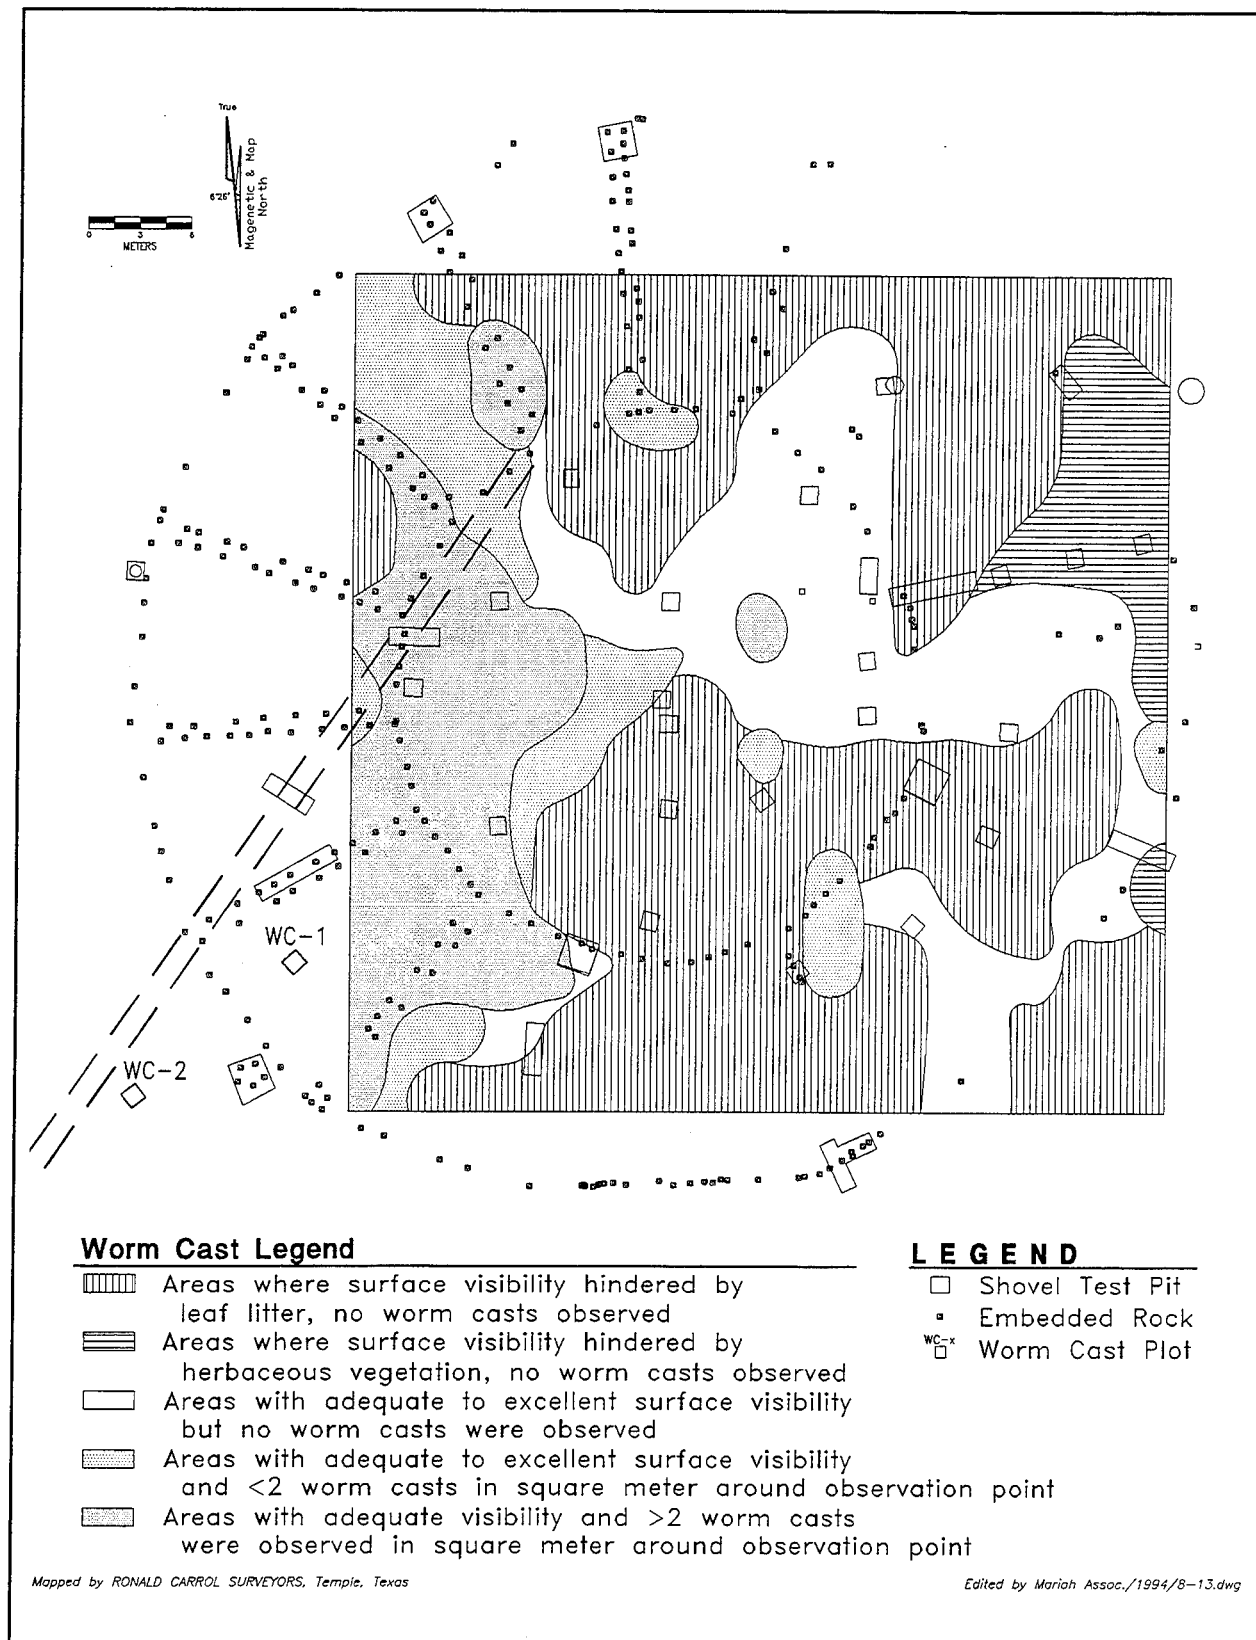 True
6°26'
Magenetic & Map
North
0 3 6
METERS
WC-1
WC-2
Worm Cast Legend
Areas where surface visibility hindered by
leaf litter, no worm casts observed
Areas where surface visibility hindered by
herbaceous vegetation, no worm casts observed
Areas with adequate to excellent surface visibility
but no worm casts were observed
Areas with adequate to excellent surface visibility
and <2 worm casts in square meter around observation point
Areas with adequate visibility and >2 worm casts
were observed in square meter around observation point
LEGEND
Shovel Test Pit
Embedded Rock
WC-x Worm Cast Plot
Mapped by RONALD CARROL SURVEYORS, Temple, Texas
Edited by Mariah Assoc./1994/8-13.dwg